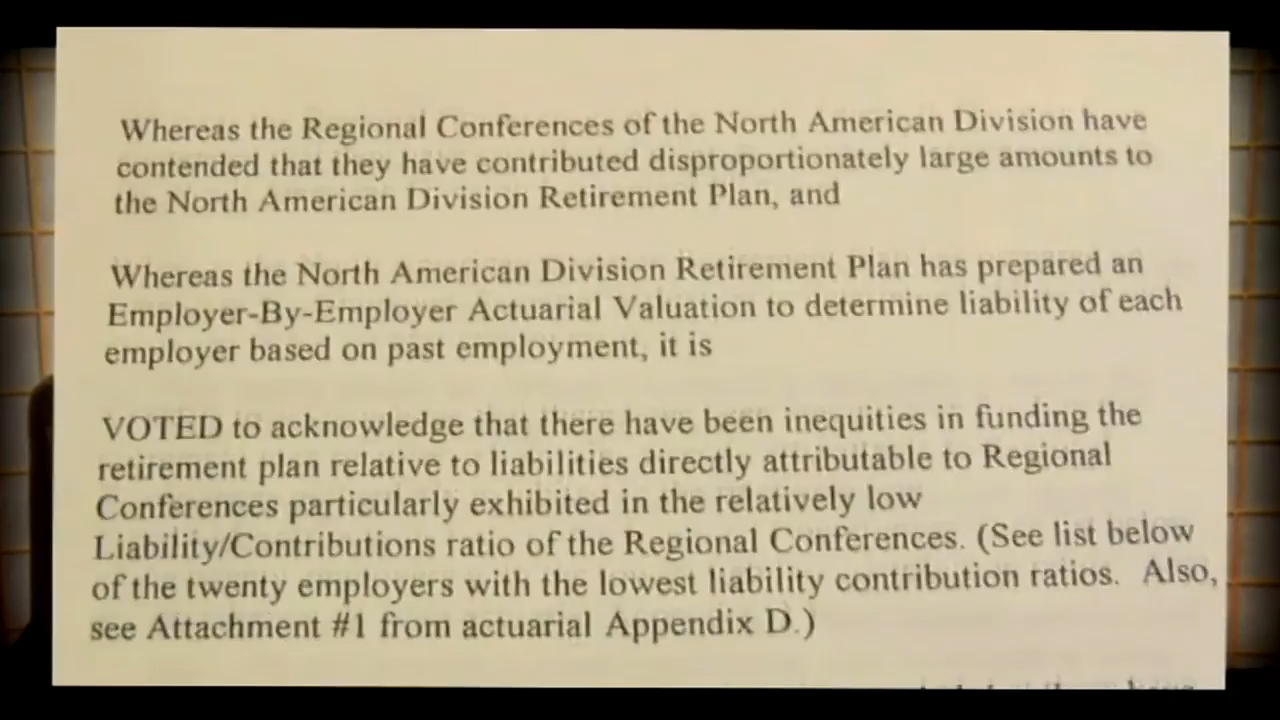 Whereas the Regional Conferences of the North American Division have
contended that they have contributed disproportionately large amounts to
the North American Division Retirement Plan, and
Whereas the North American Division Retirement Plan has prepared an
Employer-By-Employer Actuarial Valuation to determine liability of each
employer based on past employment, it is
VOTED to acknowledge that there have been inequities in funding the
retirement plan relative to liabilities directly attributable to Regional
Conferences particularly exhibited in the relatively low
Liability/Contributions ratio of the Regional Conferences. (See list below
of the twenty employers with the lowest liability contribution ratios. Also,
see Attachment #1 from actuarial Appendix D.)